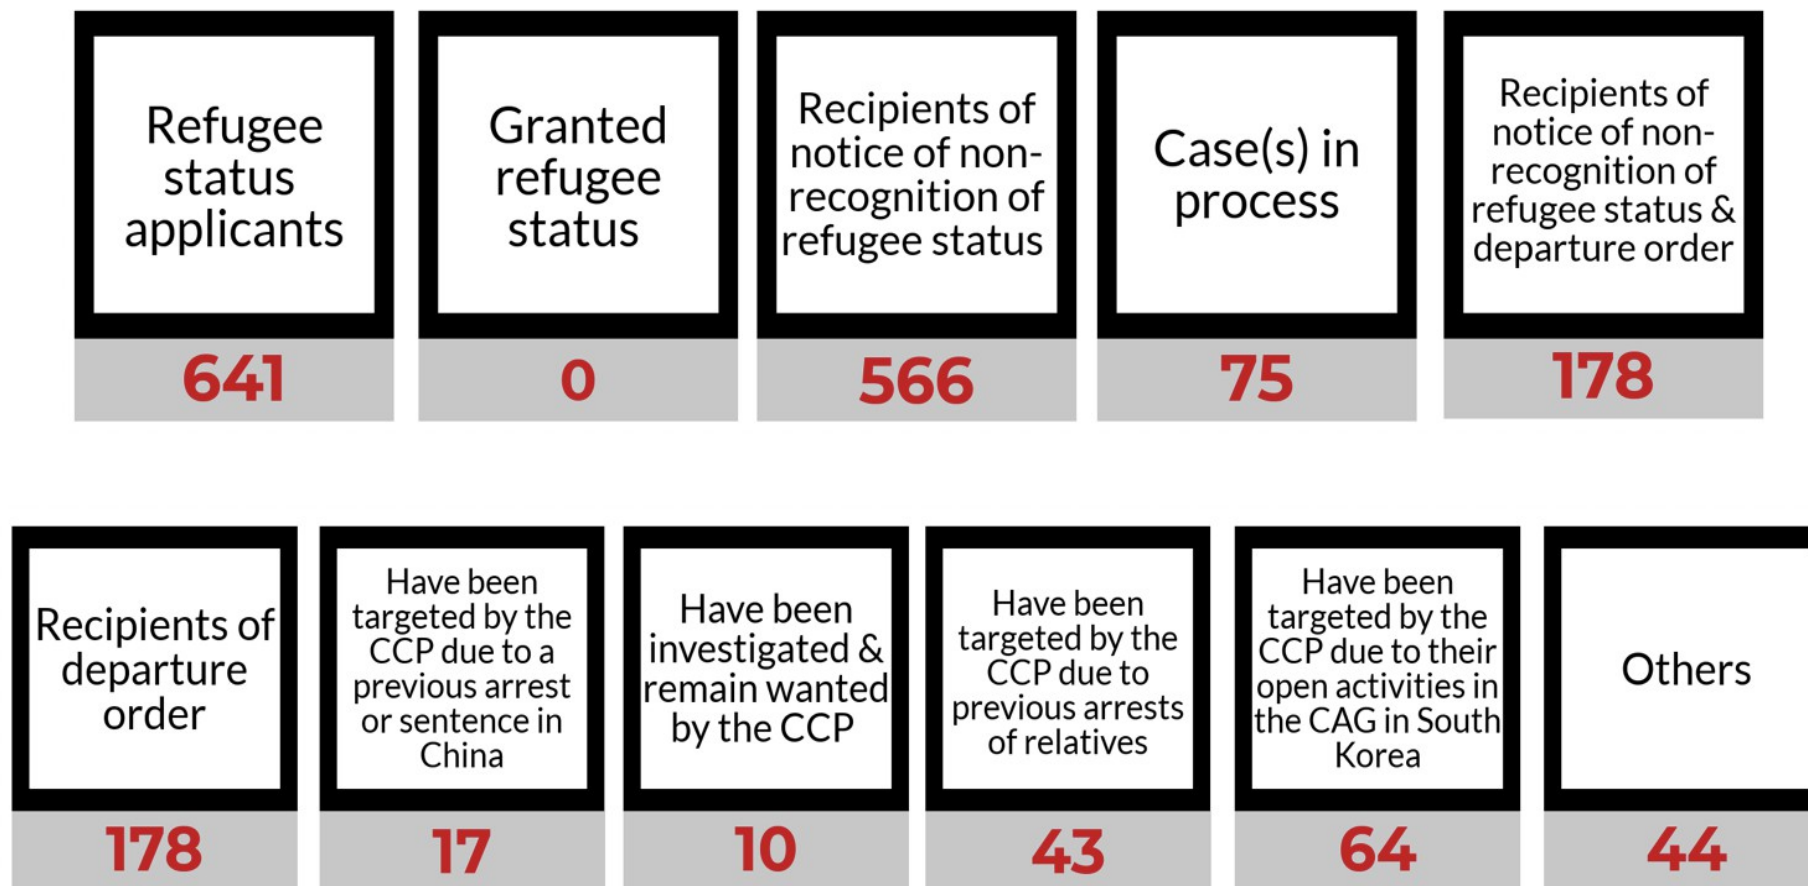 Refugee
status
applicants
641
Granted
refugee
status
0
Recipients of
notice of non-
recognition of
refugee status
566
Case(s) in
process
75
Recipients of
notice of non-
recognition of
refugee status &
departure order
178
Recipients of
departure
order
178
Have been
targeted by the
CCP due to a
previous arrest
or sentence in
China
17
Have been
investigated &
remain wanted
by the CCP
10
Have been
targeted by the
CCP due to
previous arrests
of relatives
43
Have been
targeted by the
CCP due to their
open activities in
the CAG in South
Korea
64
Others
44